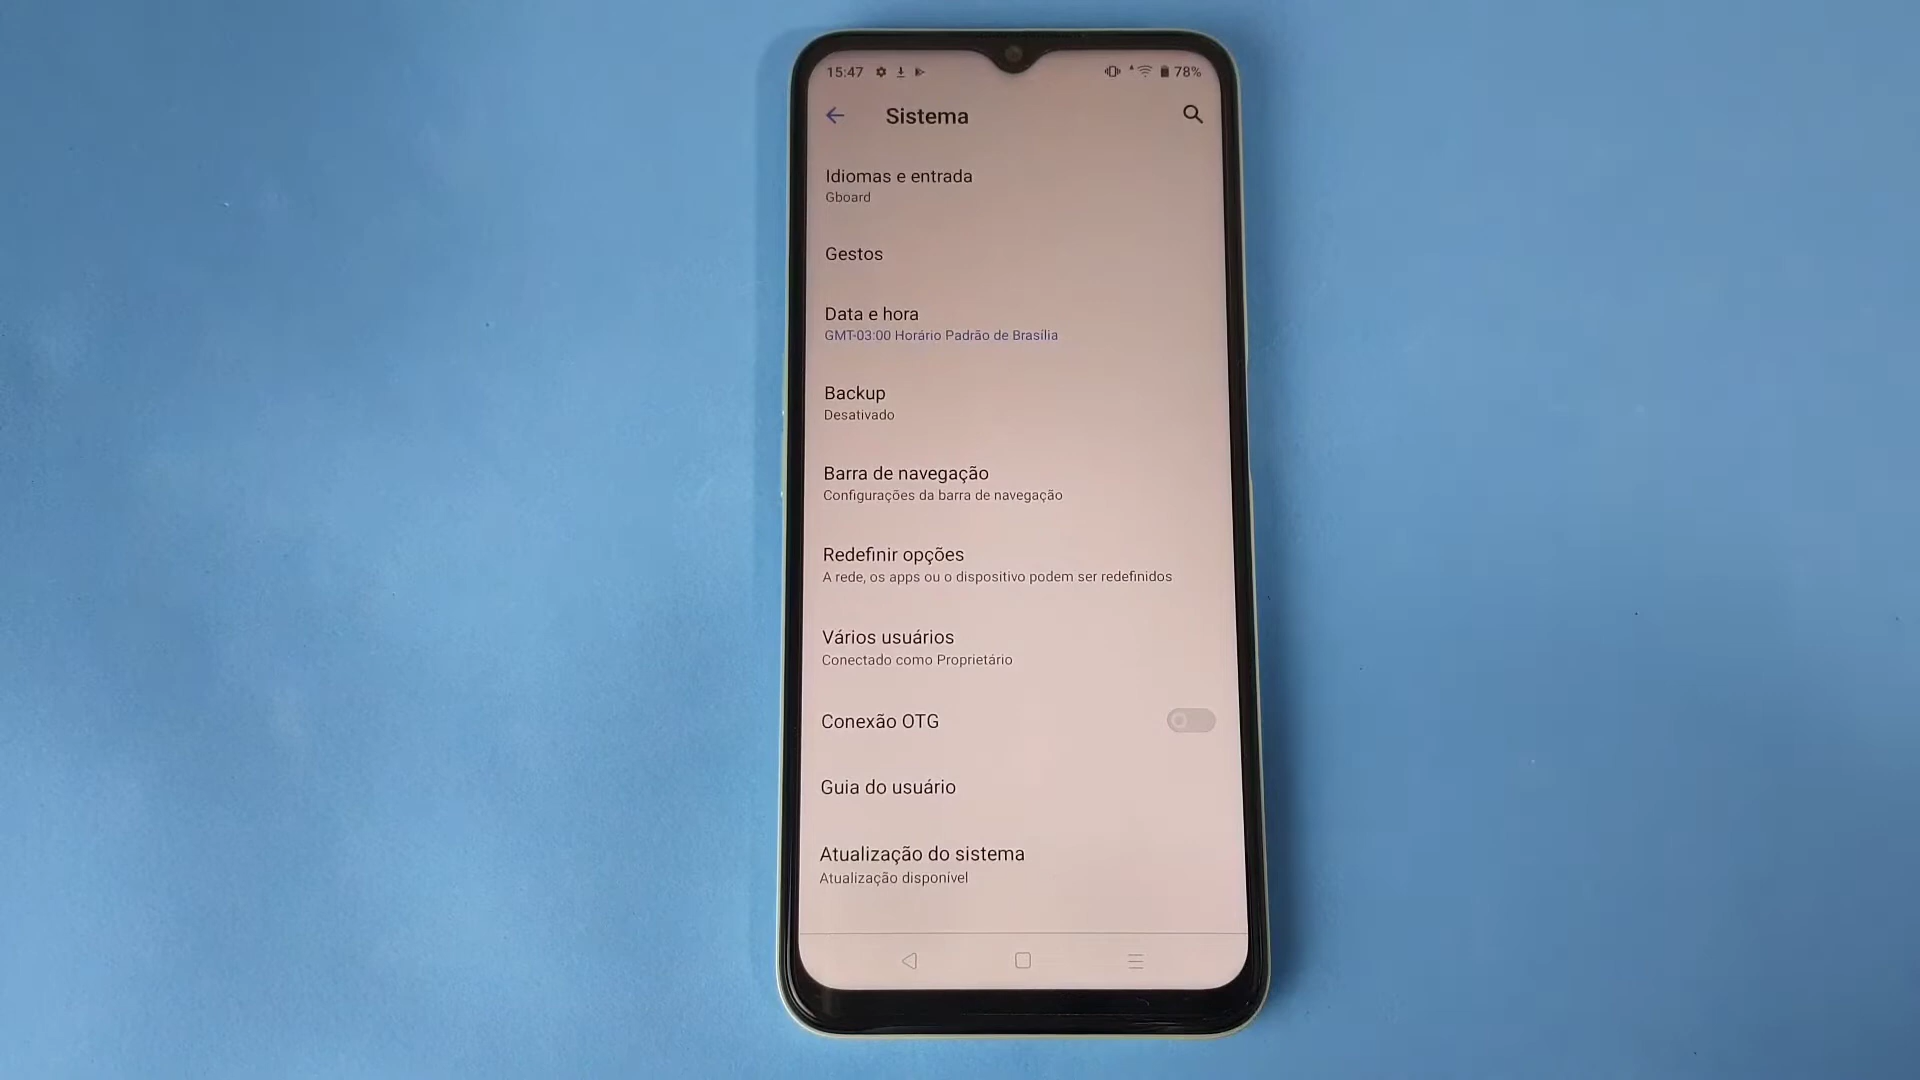 15:47
78%
Sistema
Idiomas e entrada
Gboard
Gestos
Data e hora
GMT-03:00 Horário Padrão de Brasília
Backup
Desativado
Barra de navegação
Configurações da barra de navegação
Redefinir opções
A rede, os apps ou o dispositivo podem ser redefinidos
Vários usuários
Conectado como Proprietário
Conexão OTG
Guia do usuário
Atualização do sistema
Atualização disponível